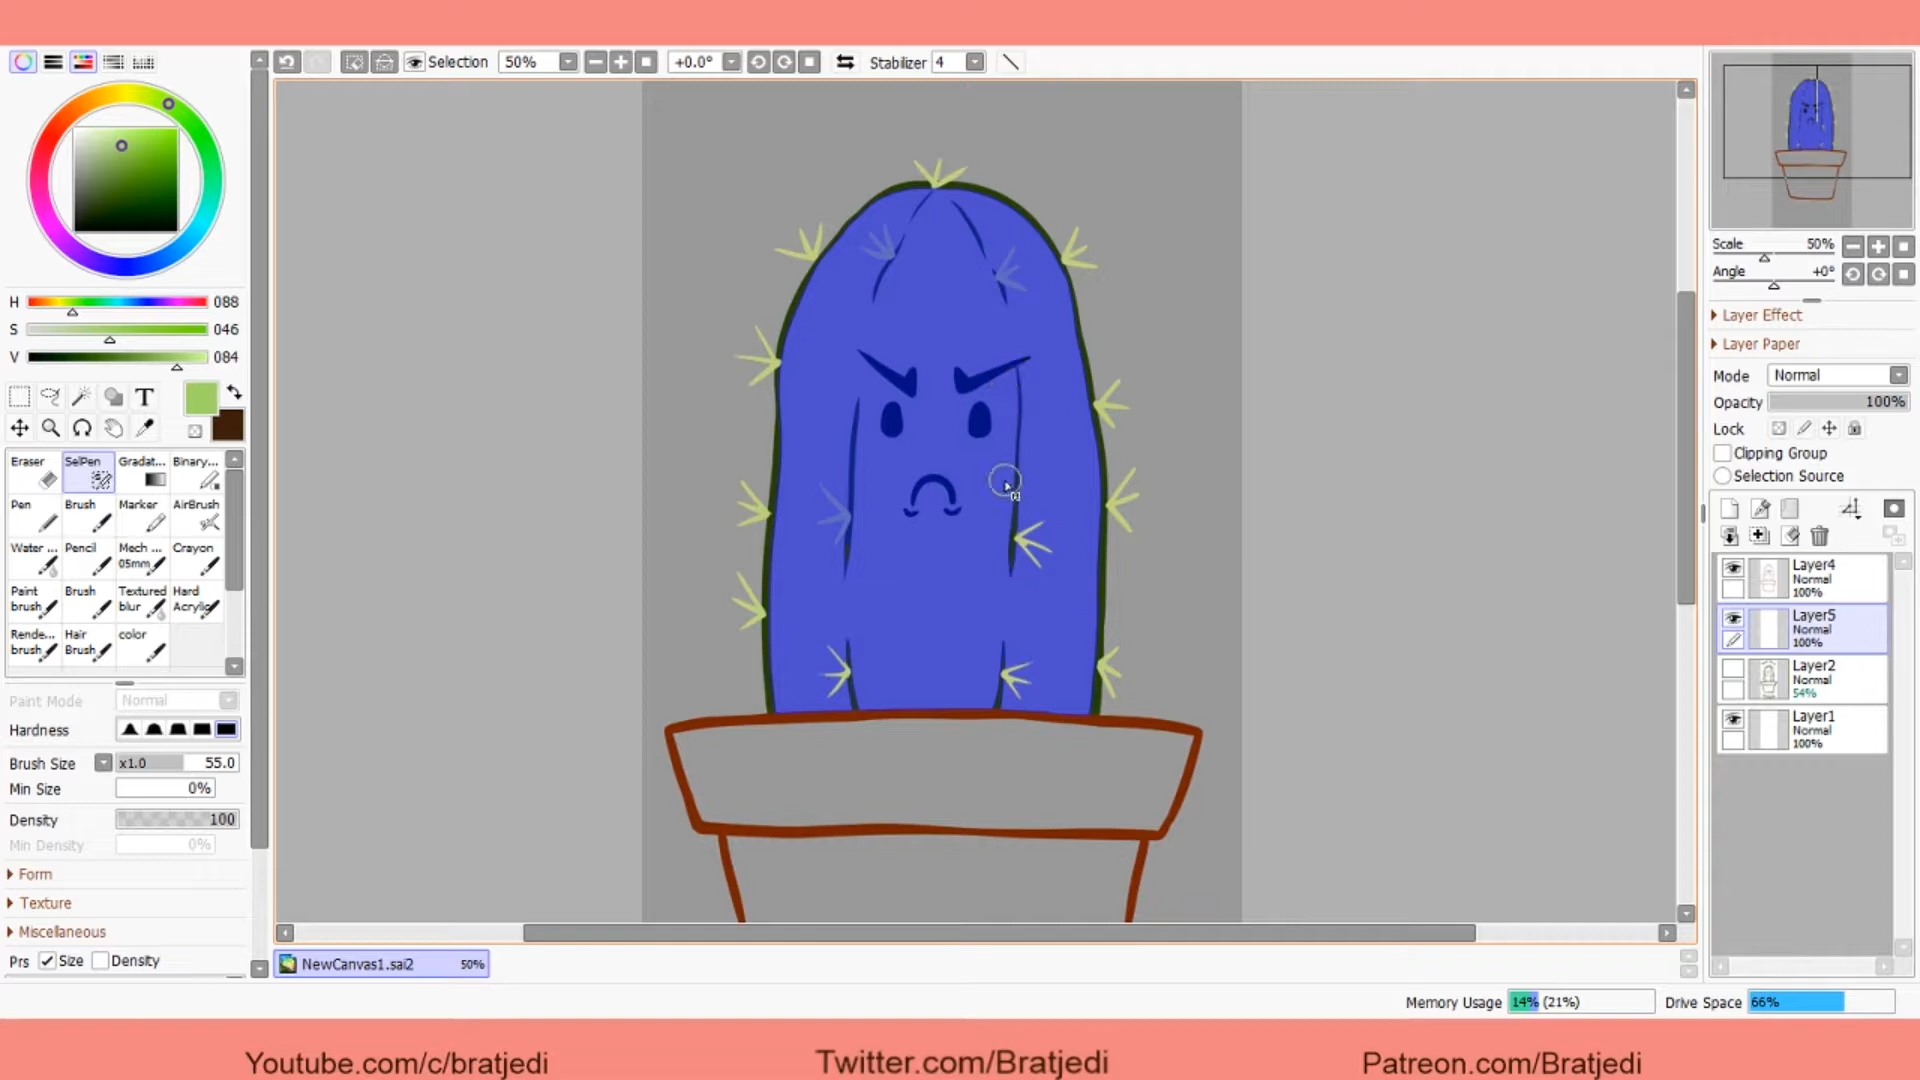 Selection 50% +0.0° Stabilizer 4
H 088
S 046
V 084
T
Eraser SelPen Gradat... Binary...
Pen Brush Marker AirBrush
Water ... Pencil Mech ... Crayon
05mm
Paint Brush Textured Hard
brush blur Acrylic
Rende... Hair color
brush Brush
Paint Mode Normal
Hardness
Brush Size x1.0 55.0
Min Size 0%
Density 100
Min Density 0%
Form
Texture
Miscellaneous
Prs Size Density
NewCanvas1.sai2 50%
Scale 50%
Angle +0°
Layer Effect
Layer Paper
Mode Normal
Opacity 100%
Lock
Clipping Group
Selection Source
Layer4
Normal
100%
Layer5
Normal
100%
Layer2
Normal
54%
Layer1
Normal
100%
Memory Usage 14% (21%) Drive Space 66%
Youtube.com/c/bratjedi Twitter.com/Bratjedi Patreon.com/Bratjedi